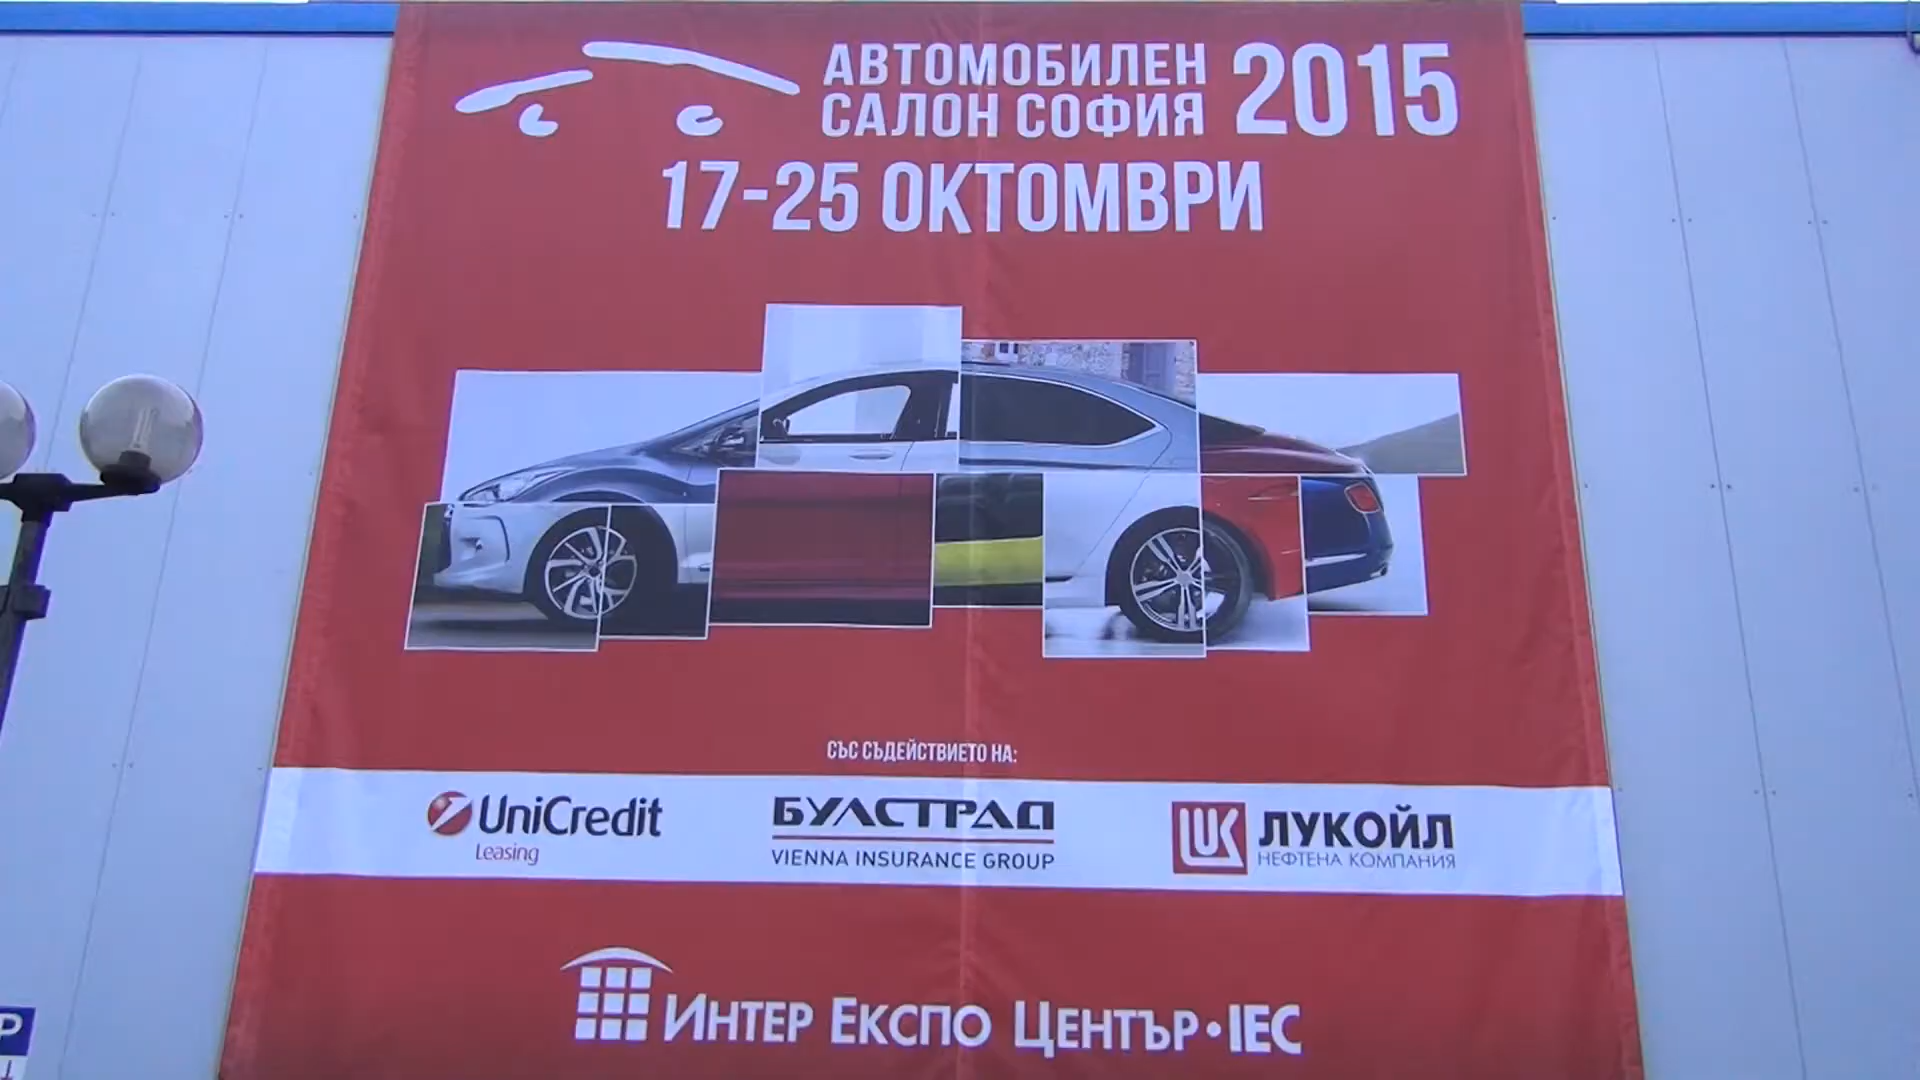 АВТОМОБИЛЕН
САЛОН СОФИЯ 2015
17-25 ОКТОМВРИ
СЪС СЪДЕЙСТВИЕТО НА:
UniCredit
Leasing
БУЛСТРАД
VIENNA INSURANCE GROUP
LUK ЛУКОЙЛ
НЕФТЕНА КОМПАНИЯ
ИНТЕР ЕКСПО ЦЕНТЪР • IEC
P